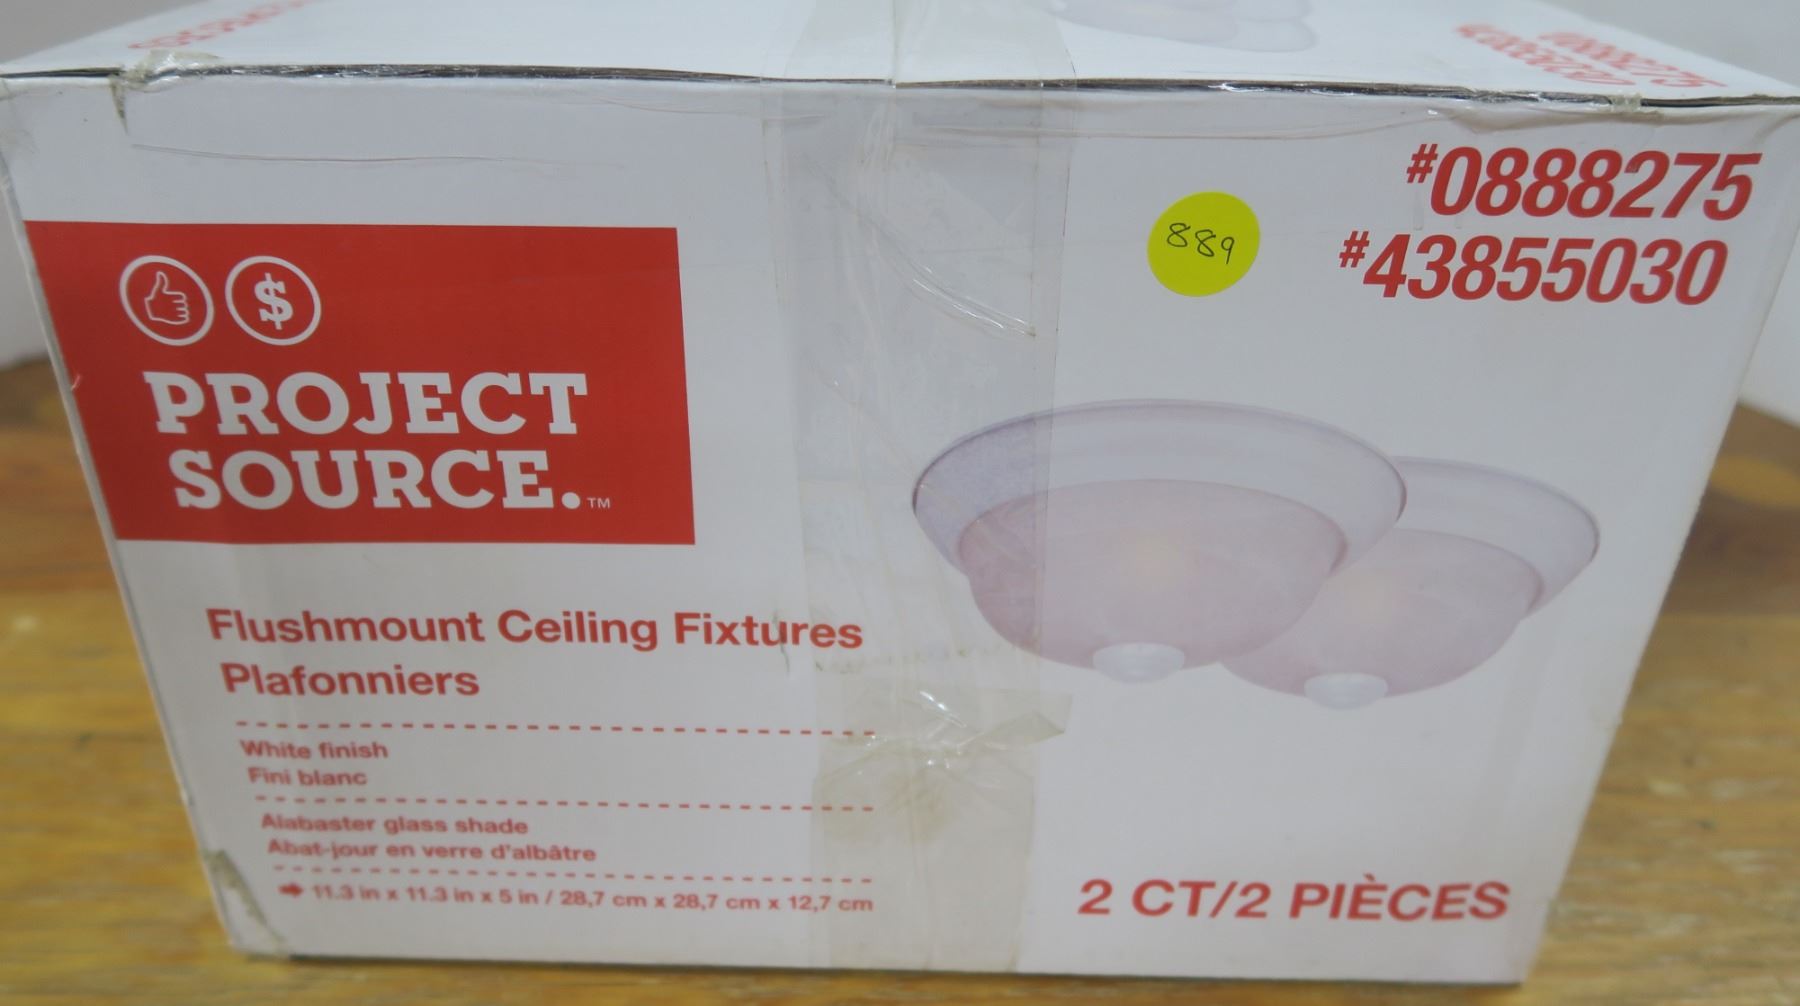 #0888275
#43855030
889
PROJECT
SOURCE.™
Flushmount Ceiling Fixtures
Plafonniers
White finish
Fini blanc
Alabaster glass shade
Abat-jour en verre d'albâtre
11.3 in x 11.3 in x 5 in / 28,7 cm x 28,7 cm x 12,7 cm
2 CT/2 PIÈCES